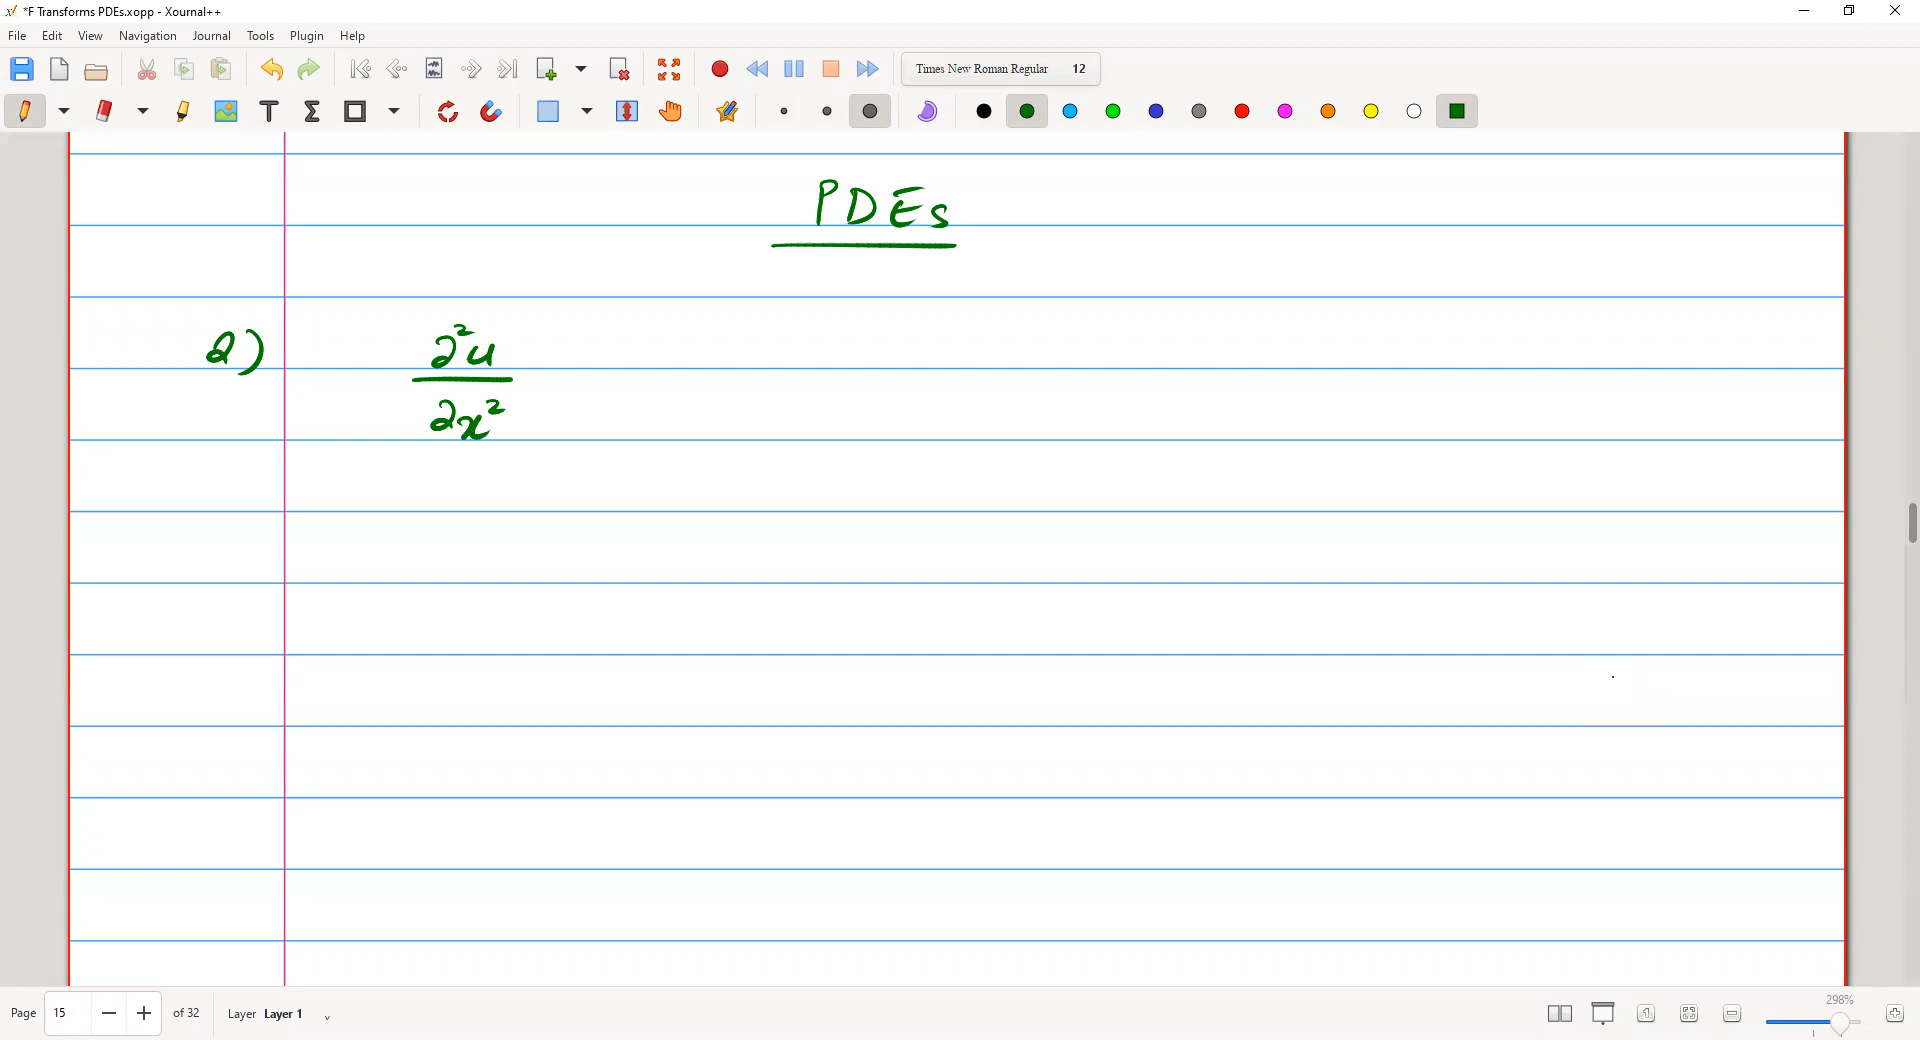 *F Transforms PDEs.xopp - Xournal++
File Edit View Navigation Journal Tools Plugin Help
Times New Roman Regular 12
T Σ
PDEs
2) ∂²u
∂x²
298%
Page 15 of 32 Layer Layer 1